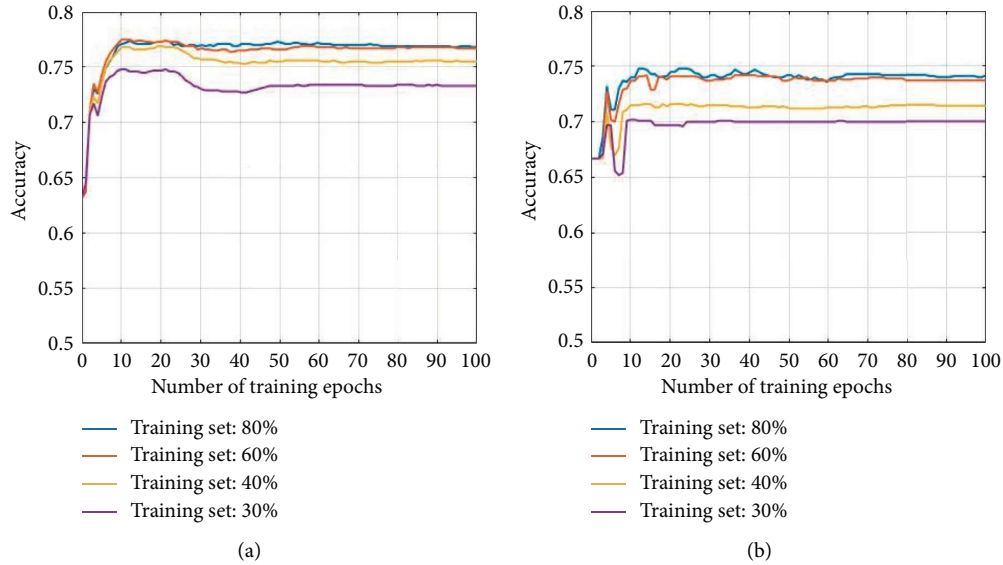 0.8
0.75
0.7
0.65
0.6
0.55
0.5
Accuracy
0 10 20 30 40 50 60 70 80 90 100
Number of training epochs
Training set: 80%
Training set: 60%
Training set: 40%
Training set: 30%
(a)
0.8
0.75
0.7
0.65
0.6
0.55
0.5
Accuracy
0 10 20 30 40 50 60 70 80 90 100
Number of training epochs
Training set: 80%
Training set: 60%
Training set: 40%
Training set: 30%
(b)